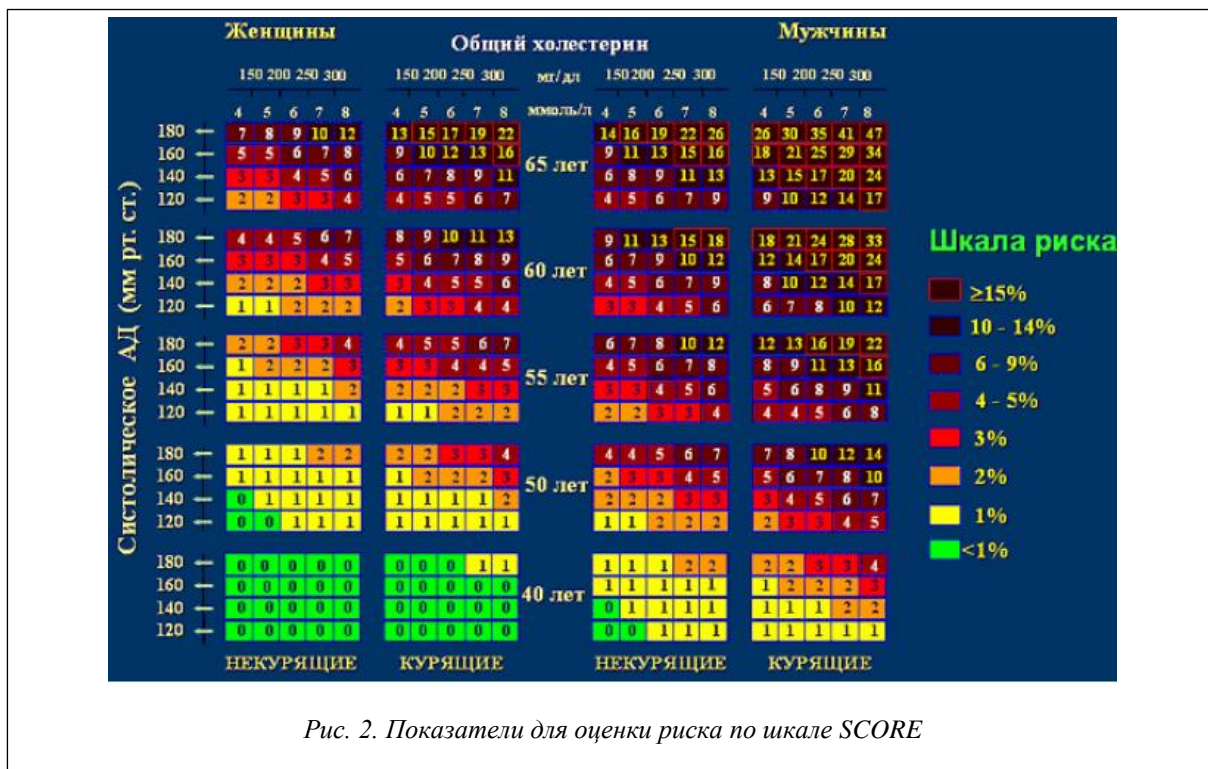 Женщины Мужчины
Общий холестерин
150 200 250 300 150 200 250 300 мг/дл 150 200 250 300 150 200 250 300
4 5 6 7 8 4 5 6 7 8 ммоль/л 4 5 6 7 8 4 5 6 7 8
Систолическое АД (мм рт. ст.)
180 7 8 9 10 12 13 15 17 19 22 14 16 19 22 26 26 30 35 41 47
160 5 5 6 7 8 9 10 12 13 16 9 11 13 15 16 18 21 25 29 34
65 лет
140 3 3 4 5 6 6 7 8 9 11 6 8 9 11 13 13 15 17 20 24
120 2 2 3 3 4 4 5 5 6 7 4 5 6 7 9 9 10 12 14 17
180 4 4 5 6 7 8 9 10 11 13 9 11 13 15 18 18 21 24 28 33
160 3 3 3 4 5 5 6 7 8 9 6 7 9 10 12 12 14 17 20 24
60 лет
140 2 2 2 3 3 3 4 5 5 6 4 5 6 7 9 8 10 12 14 17
120 1 1 2 2 2 2 3 3 4 4 3 3 4 5 6 6 7 8 10 12
180 2 2 3 3 4 4 5 5 6 7 6 7 8 10 12 12 13 16 19 22
160 1 2 2 2 3 3 3 4 4 5 4 5 6 7 8 8 9 11 13 16
55 лет
140 1 1 1 1 2 2 2 2 3 3 3 3 4 5 6 5 6 8 9 11
120 1 1 1 1 1 1 1 2 2 2 2 2 3 3 4 4 4 5 6 8
180 1 1 1 2 2 2 2 3 3 4 4 4 5 6 7 7 8 10 12 14
160 1 1 1 1 1 1 2 2 2 3 2 3 3 4 5 5 6 7 8 10
50 лет
140 0 1 1 1 1 1 1 1 1 2 2 2 2 3 3 3 4 5 6 7
120 0 0 1 1 1 1 1 1 1 1 1 1 2 2 2 2 3 3 4 5
180 0 0 0 0 0 0 0 0 1 1 1 1 1 2 2 2 2 3 3 4
160 0 0 0 0 0 0 0 0 0 0 1 1 1 1 1 1 2 2 2 3
40 лет
140 0 0 0 0 0 0 0 0 0 0 0 1 1 1 1 1 1 1 2 2
120 0 0 0 0 0 0 0 0 0 0 0 0 1 1 1 1 1 1 1 1
НЕКУРЯЩИЕ КУРЯЩИЕ НЕКУРЯЩИЕ КУРЯЩИЕ
Шкала риска
≥15%
10 - 14%
6 - 9%
4 - 5%
3%
2%
1%
<1%
Рис. 2. Показатели для оценки риска по шкале SCORE